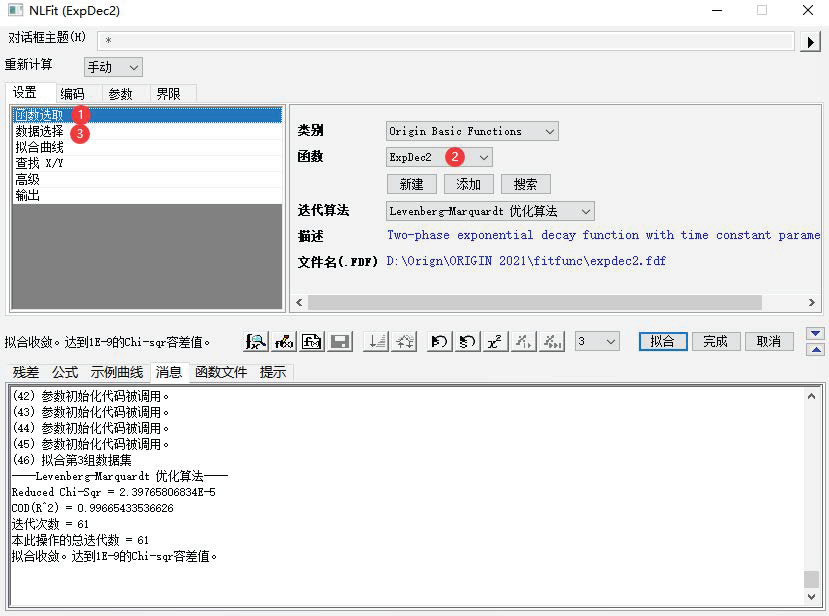 NLFit (ExpDec2)
对话框主题(H) *
重新计算 手动
设置 编码 参数 界限
函数选取 1
数据选择 3
拟合曲线
查找 X/Y
高级
输出
类别 Origin Basic Functions
函数 ExpDec2 2
新建 添加 搜索
迭代算法 Levenberg-Marquardt 优化算法
描述 Two-phase exponential decay function with time constant parame
文件名(.FDF) D:\Orign\ORIGIN 2021\fitfunc\expdec2.fdf
拟合收敛。达到1E-9的Chi-sqr容差值。 3 拟合 完成 取消
残差 公式 示例曲线 消息 函数文件 提示
(42) 参数初始化代码被调用。
(43) 参数初始化代码被调用。
(44) 参数初始化代码被调用。
(45) 参数初始化代码被调用。
(46) 拟合第3组数据集
----Levenberg-Marquardt 优化算法----
Reduced Chi-Sqr = 2.39765806834E-5
COD(R^2) = 0.99665433536626
迭代次数 = 61
本此操作的总迭代数 = 61
拟合收敛。达到1E-9的Chi-sqr容差值。